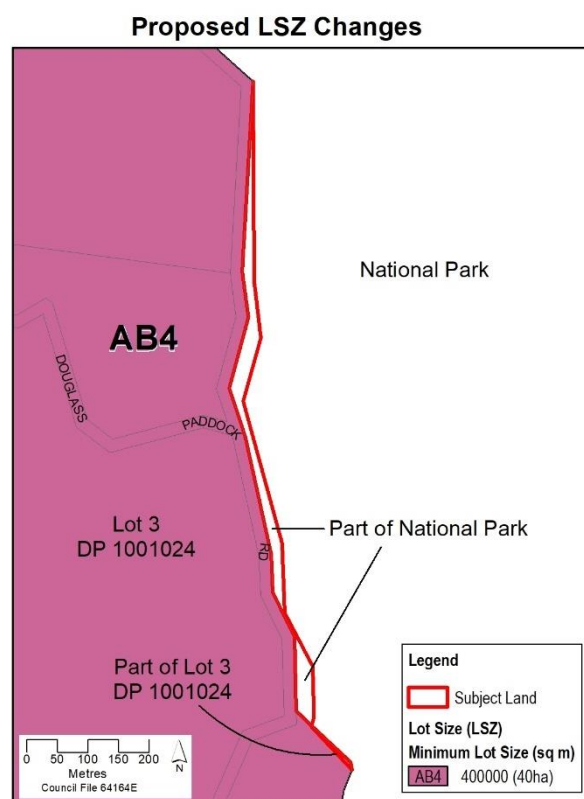 Proposed LSZ Changes
National Park
AB4
DOUGLASS
PADDOCK
Lot 3
DP 1001024
RD
Part of National Park
Part of Lot 3
DP 1001024
0 50 100 150 200
Metres
N
Council File 64164E
Legend
Subject Land
Lot Size (LSZ)
Minimum Lot Size (sq m)
AB4 400000 (40ha)